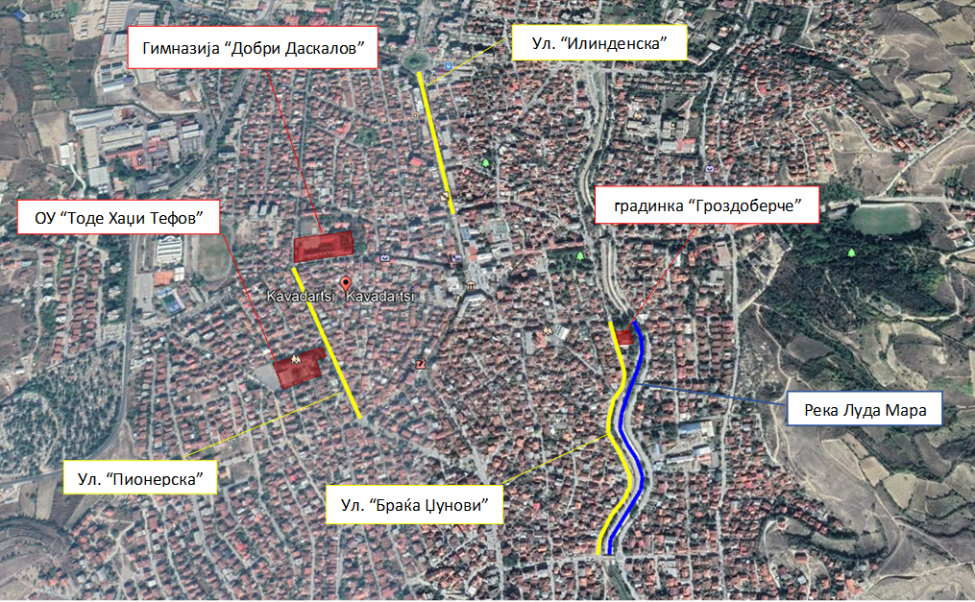 Гимназија “Добри Даскалов”
Ул. “Илинденска”
ОУ “Тоде Хаџи Тефов”
градинка “Гроздоберче”
Kavadartsi Kavadartsi
Река Луда Мара
Ул. “Пионерска”
Ул. “Браќа Џунови”